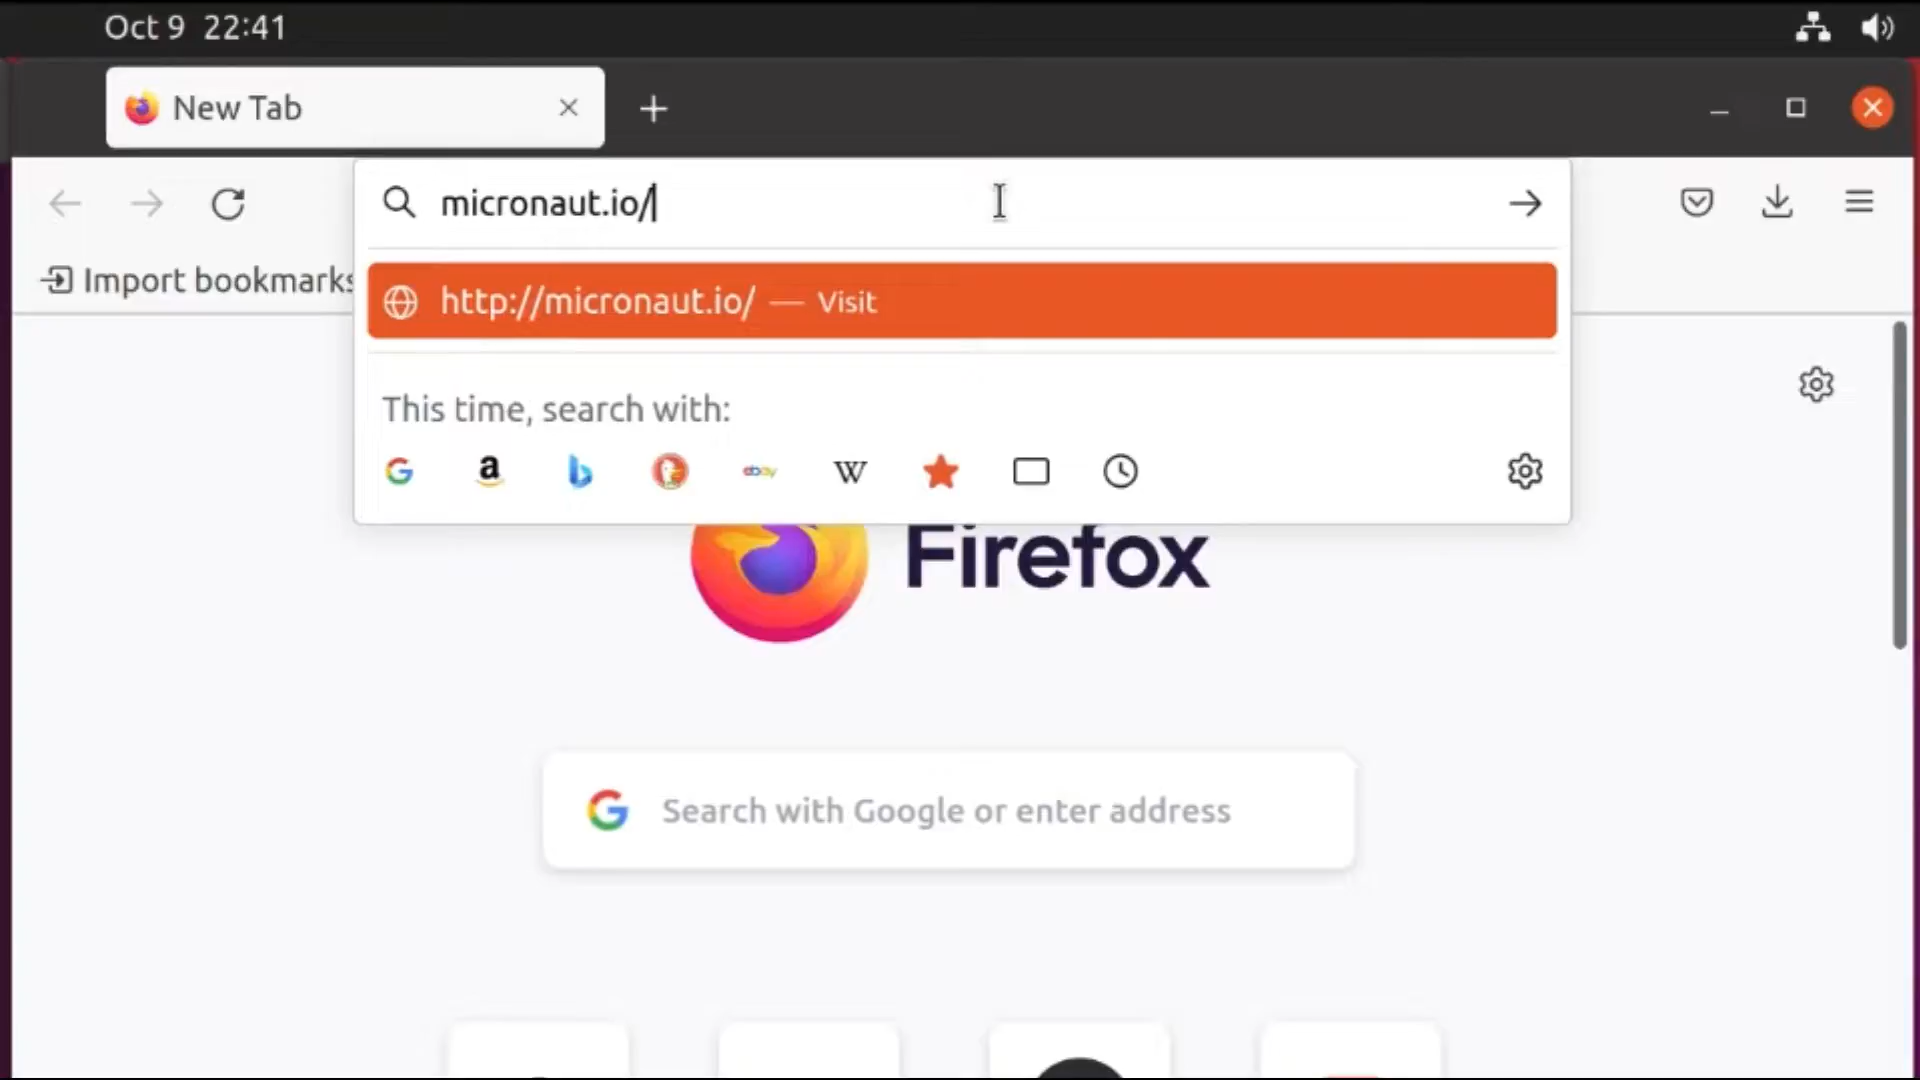 Oct 9 22:41
New Tab
micronaut.io/
Import bookmarks
http://micronaut.io/ — Visit
This time, search with:
a
ebay
W
Firefox
G
Search with Google or enter address